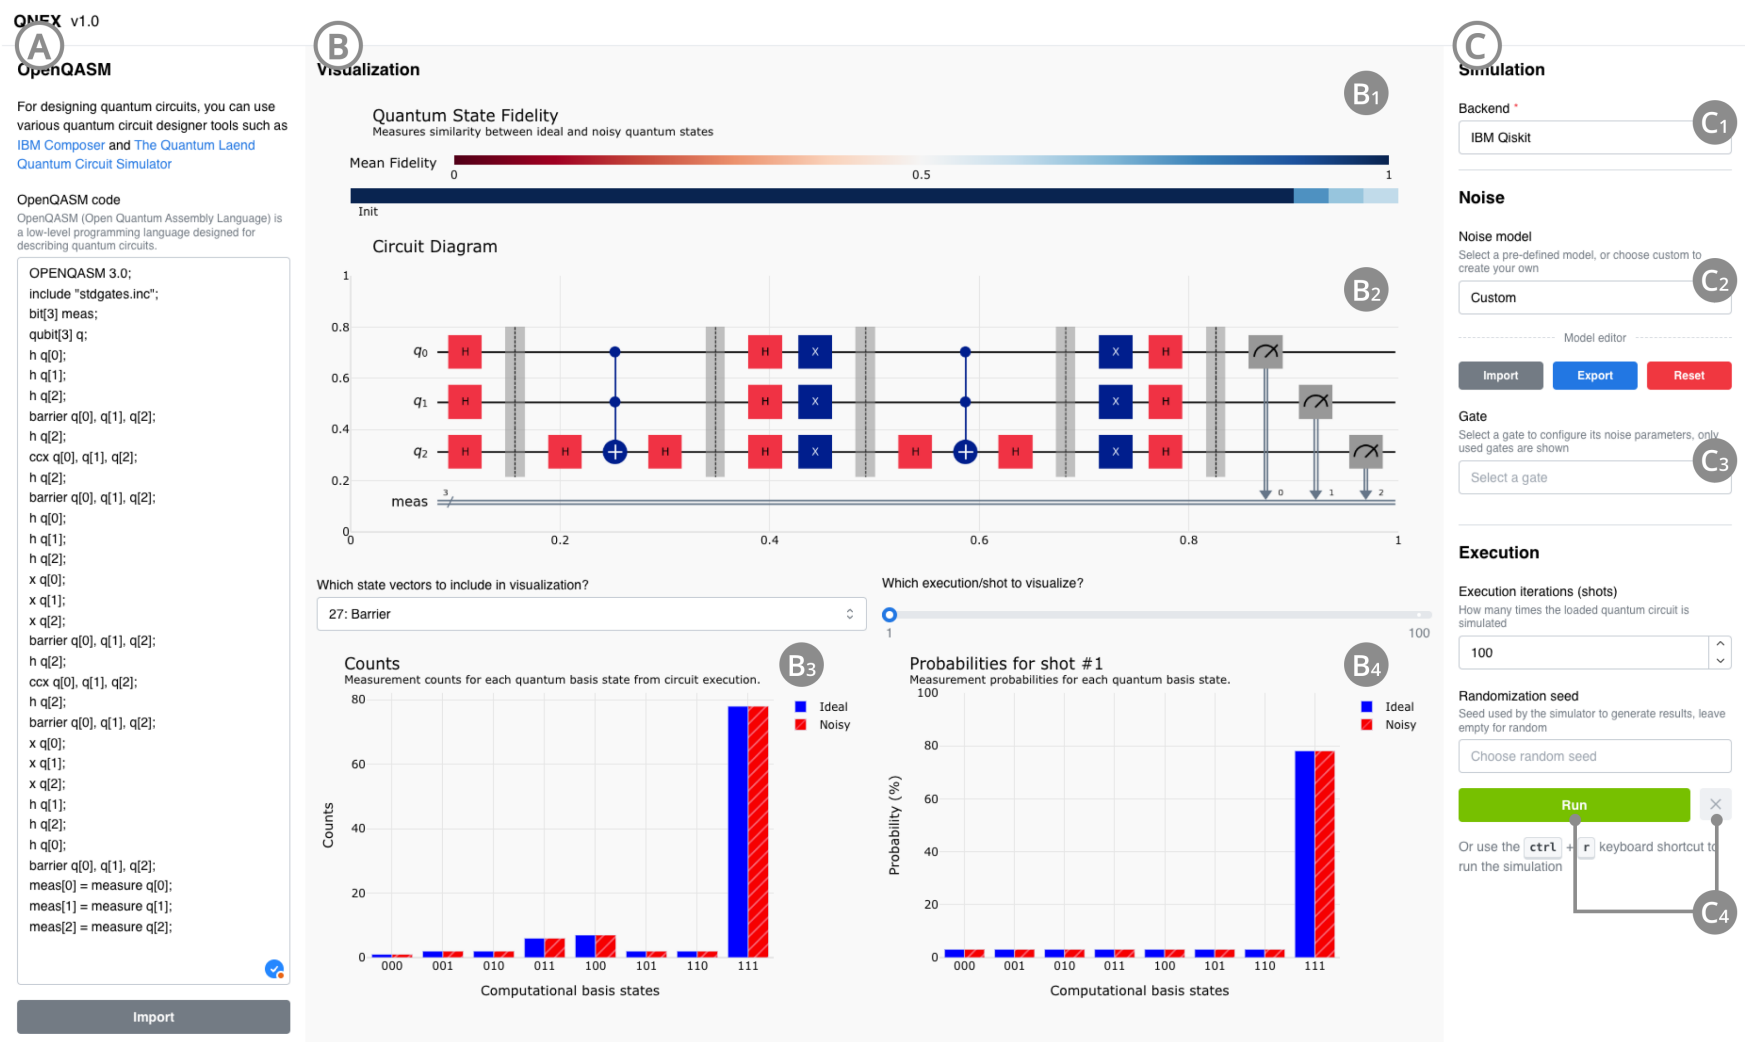 QNEX v1.0
A
OpenQASM
For designing quantum circuits, you can use
various quantum circuit designer tools such as
IBM Composer and The Quantum Laend
Quantum Circuit Simulator
OpenQASM code
OpenQASM (Open Quantum Assembly Language) is
a low-level programming language designed for
describing quantum circuits.
OPENQASM 3.0;
include "stdgates.inc";
bit[3] meas;
qubit[3] q;
h q[0];
h q[1];
h q[2];
barrier q[0], q[1], q[2];
h q[2];
ccx q[0], q[1], q[2];
h q[2];
barrier q[0], q[1], q[2];
h q[0];
h q[1];
h q[2];
x q[0];
x q[1];
x q[2];
barrier q[0], q[1], q[2];
h q[2];
ccx q[0], q[1], q[2];
h q[2];
barrier q[0], q[1], q[2];
x q[0];
x q[1];
x q[2];
h q[1];
h q[2];
h q[0];
barrier q[0], q[1], q[2];
meas[0] = measure q[0];
meas[1] = measure q[1];
meas[2] = measure q[2];
Import
B
Visualization
B1
Quantum State Fidelity
Measures similarity between ideal and noisy quantum states
Mean Fidelity
0 0.5 1
Init
Circuit Diagram
B2
1
0.8
0.6
0.4
0.2
0
q0 H H X X H
q1 H H X X H
q2 H H H H X H H X H
meas 3 0 1 2
0 0.2 0.4 0.6 0.8 1
Which state vectors to include in visualization?
27: Barrier
Which execution/shot to visualize?
1 100
Counts
Measurement counts for each quantum basis state from circuit execution.
B3
Ideal
Noisy
80
60
40
20
0
Counts
000 001 010 011 100 101 110 111
Computational basis states
Probabilities for shot #1
Measurement probabilities for each quantum basis state.
B4
Ideal
Noisy
100
80
60
40
20
0
Probability (%)
000 001 010 011 100 101 110 111
Computational basis states
C
Simulation
Backend *
IBM Qiskit
C1
Noise
Noise model
Select a pre-defined model, or choose custom to
create your own
Custom
C2
Model editor
Import Export Reset
Gate
Select a gate to configure its noise parameters, only
used gates are shown
Select a gate
C3
Execution
Execution iterations (shots)
How many times the loaded quantum circuit is
simulated
100
Randomization seed
Seed used by the simulator to generate results, leave
empty for random
Choose random seed
Run
Or use the ctrl + r keyboard shortcut to
run the simulation
C4